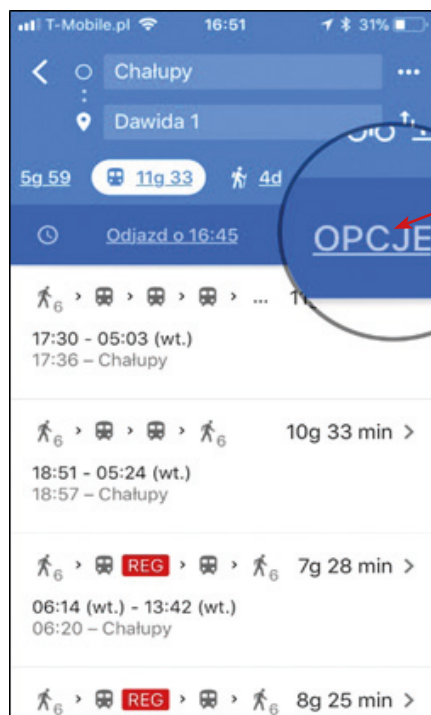 T-Mobile.pl 16:51 31%
Chałupy
Dawida 1
5g 59 11g 33 4d
Odjazd o 16:45 OPCJE
6 > > > > ...
17:30 - 05:03 (wt.)
17:36 – Chałupy
6 > > > 6 10g 33 min >
18:51 - 05:24 (wt.)
18:57 – Chałupy
6 > REG > > 6 7g 28 min >
06:14 (wt.) - 13:42 (wt.)
06:20 – Chałupy
6 > REG > > 6 8g 25 min >